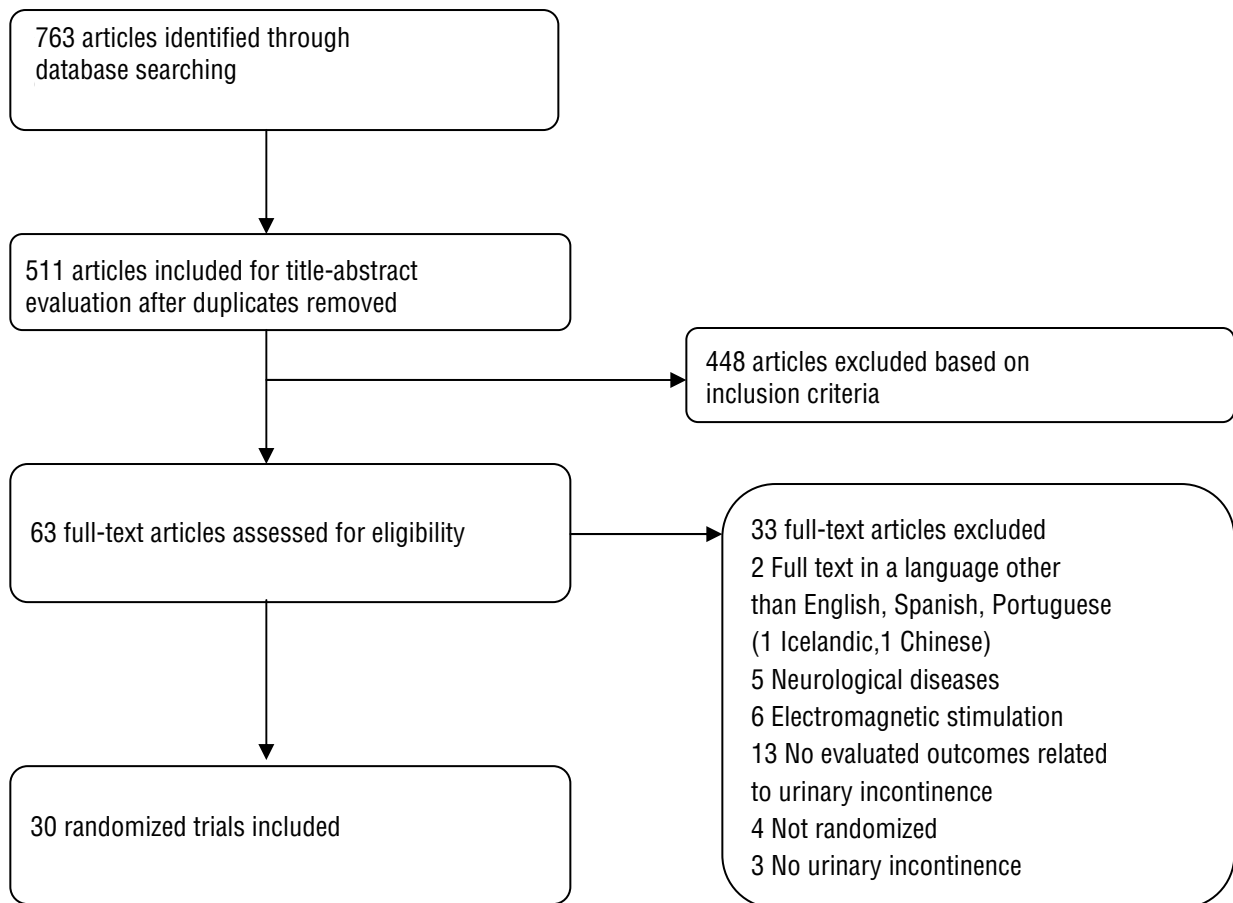 763 articles identified through
database searching
511 articles included for title-abstract
evaluation after duplicates removed
448 articles excluded based on
inclusion criteria
63 full-text articles assessed for eligibility
33 full-text articles excluded
2 Full text in a language other
than English, Spanish, Portuguese
(1 Icelandic,1 Chinese)
5 Neurological diseases
6 Electromagnetic stimulation
13 No evaluated outcomes related
to urinary incontinence
4 Not randomized
3 No urinary incontinence
30 randomized trials included